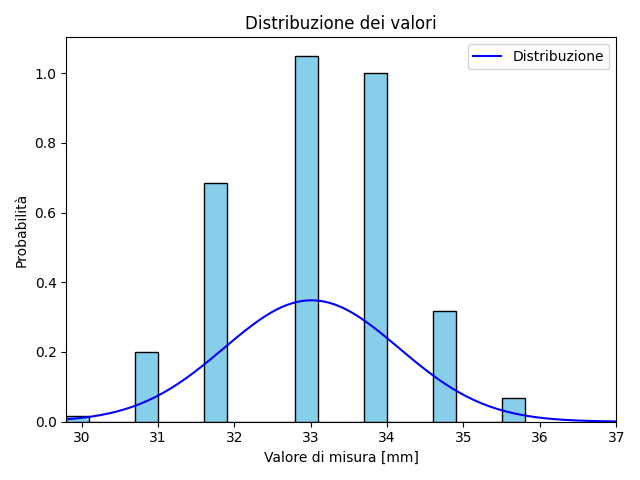 Distribuzione dei valori
Distribuzione
Probabilità
1.0
0.8
0.6
0.4
0.2
0.0
30 31 32 33 34 35 36 37
Valore di misura [mm]